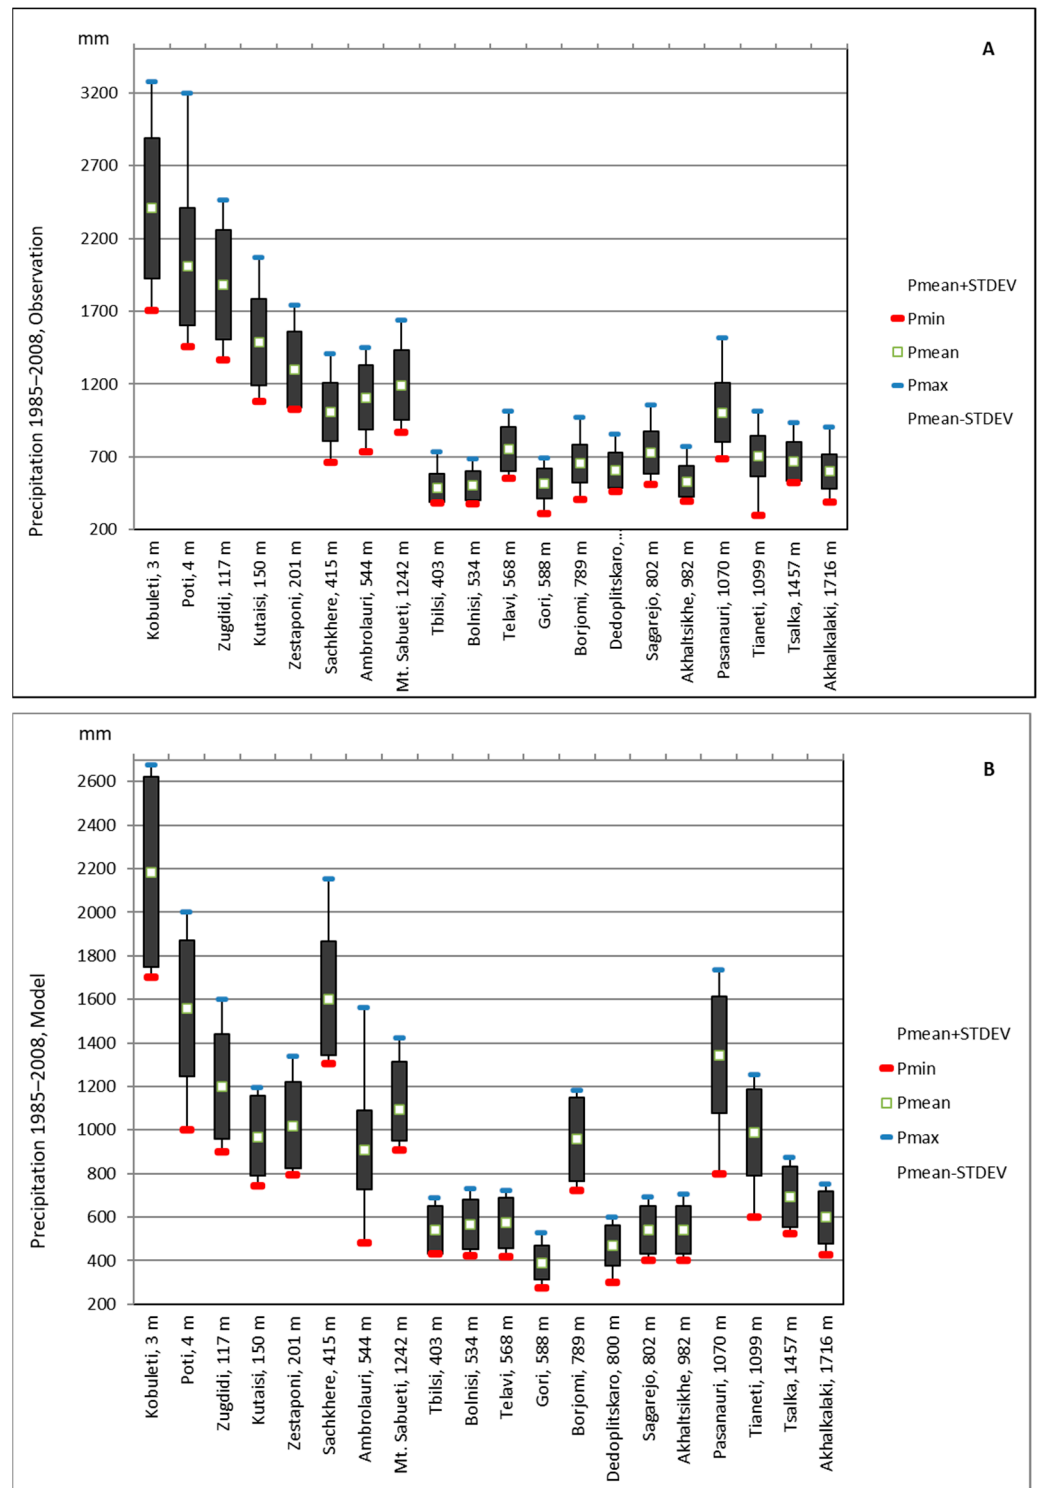 mm
A
3200
2700
2200
1700
1200
700
200
Precipitation 1985–2008, Observation
Kobuleti, 3 m
Poti, 4 m
Zugdidi, 117 m
Kutaisi, 150 m
Zestaponi, 201 m
Sachkhere, 415 m
Ambrolauri, 544 m
Mt. Sabueti, 1242 m
Tbilsi, 403 m
Bolnisi, 534 m
Telavi, 568 m
Gori, 588 m
Borjomi, 789 m
Dedoplitskaro,...
Sagarejo, 802 m
Akhaltsikhe, 982 m
Pasanauri, 1070 m
Tianeti, 1099 m
Tsalka, 1457 m
Akhalkalaki, 1716 m
Pmean+STDEV
Pmin
Pmean
Pmax
Pmean-STDEV
mm
B
2600
2400
2200
2000
1800
1600
1400
1200
1000
800
600
400
200
Precipitation 1985–2008, Model
Kobuleti, 3 m
Poti, 4 m
Zugdidi, 117 m
Kutaisi, 150 m
Zestaponi, 201 m
Sachkhere, 415 m
Ambrolauri, 544 m
Mt. Sabueti, 1242 m
Tbilsi, 403 m
Bolnisi, 534 m
Telavi, 568 m
Gori, 588 m
Borjomi, 789 m
Dedoplitskaro, 800 m
Sagarejo, 802 m
Akhaltsikhe, 982 m
Pasanauri, 1070 m
Tianeti, 1099 m
Tsalka, 1457 m
Akhalkalaki, 1716 m
Pmean+STDEV
Pmin
Pmean
Pmax
Pmean-STDEV